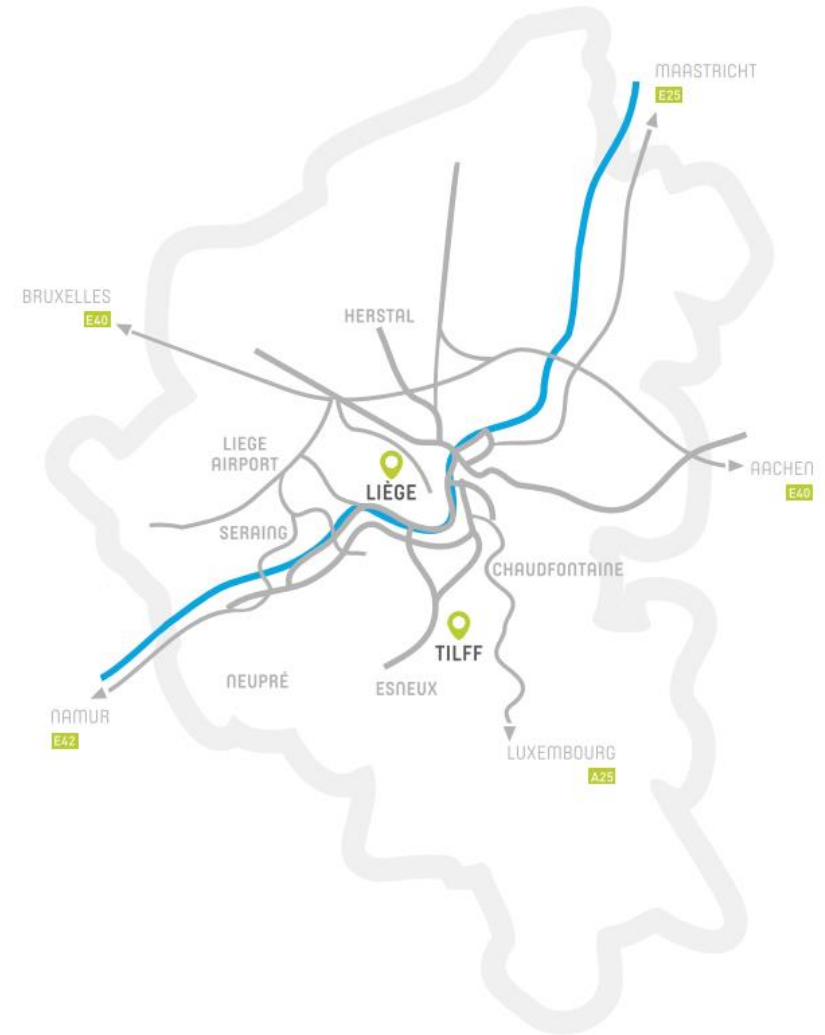 MAASTRICHT
E25
BRUXELLES
E40
HERSTAL
LIEGE
AIRPORT
LIÈGE
AACHEN
E40
SERAING
CHAUDFONTAINE
TILFF
NEUPRÉ
ESNEUX
NAMUR
E42
LUXEMBOURG
A25